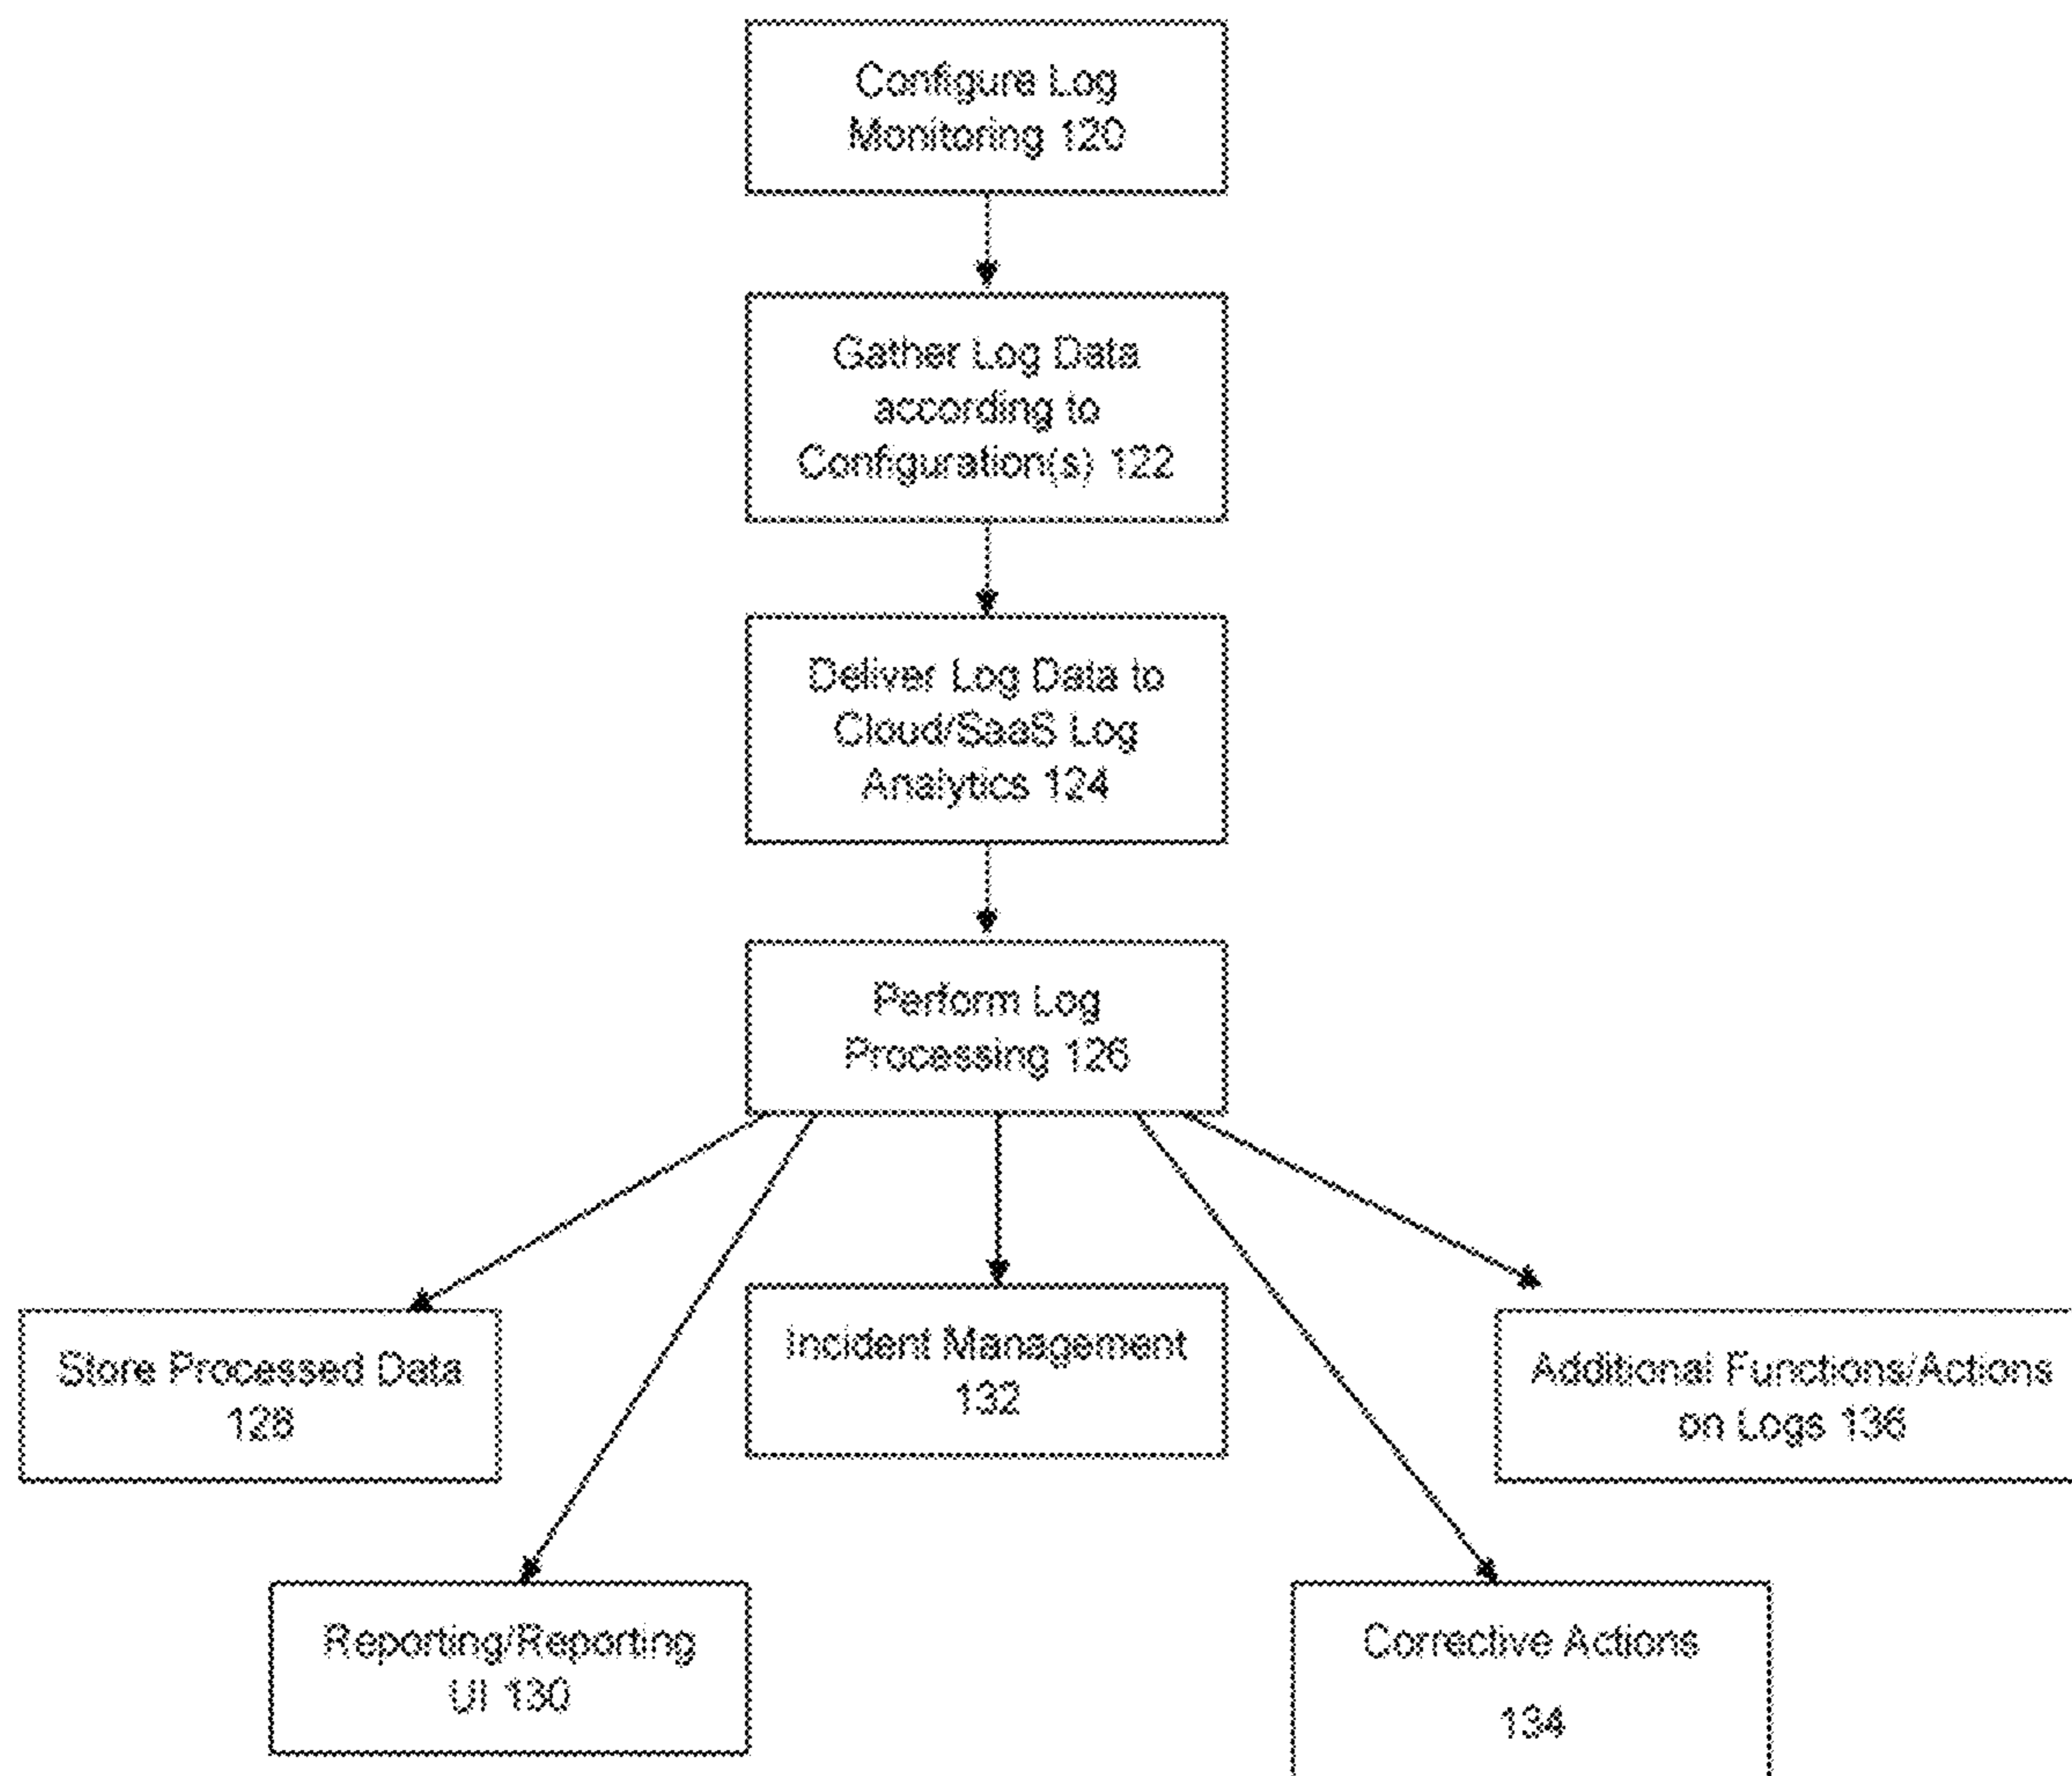 Configure Log
Monitoring 120
Gather Log Data
according to
Configuration(s) 122
Deliver Log Data to
Cloud/SaaS Log
Analytics 124
Perform Log
Processing 126
Store Processed Data
128
Incident Management
132
Additional Functions/Actions
on Logs 136
Reporting/Reporting
UI 130
Corrective Actions
134